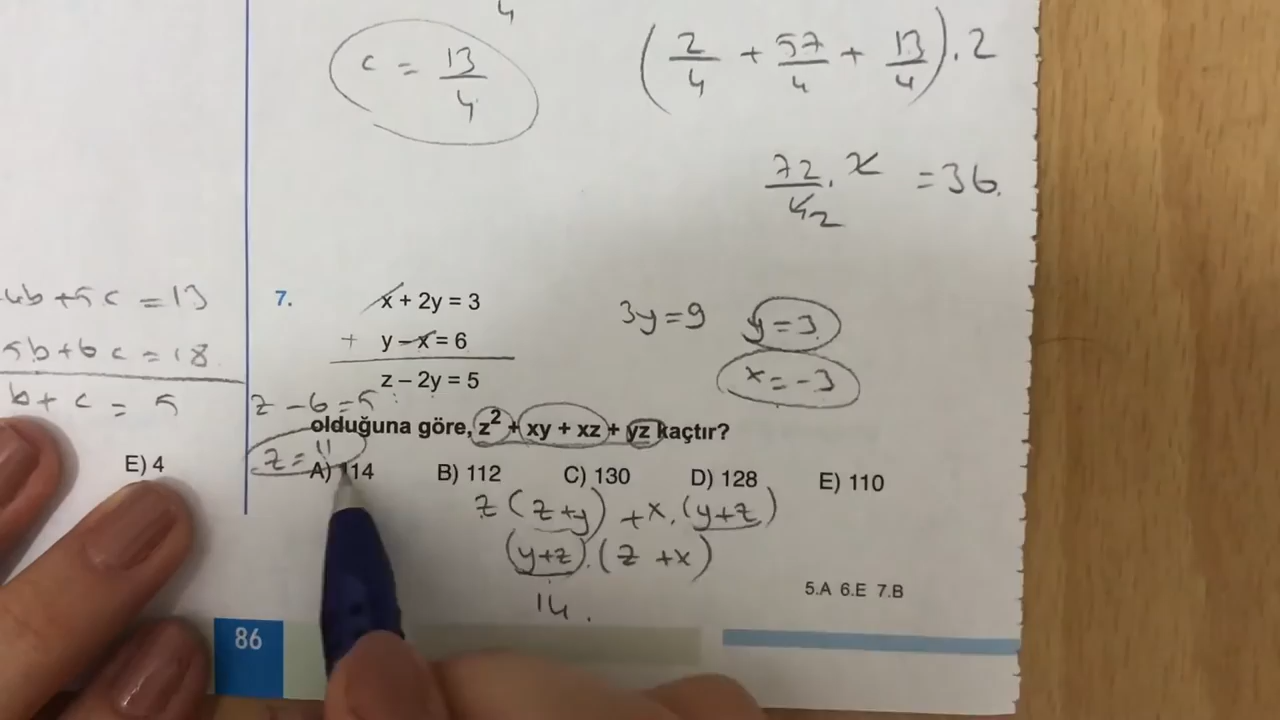 4
c = 13/4
(2/4 + 57/4 + 13/4).2
72/42 . x = 36.
4b+5c = 13
5b+6c = 18
b + c = 5
E) 4
7.
x + 2y = 3
+ y – x = 6
z – 2y = 5
3y=9 y=3
x = -3
z - 6 = 5
olduğuna göre, z² + xy + xz + yz kaçtır?
z = 11
A) 114 B) 112 C) 130 D) 128 E) 110
z (z+y) + x. (y+z)
(y+z).(z +x)
14 .
5.A 6.E 7.B
86